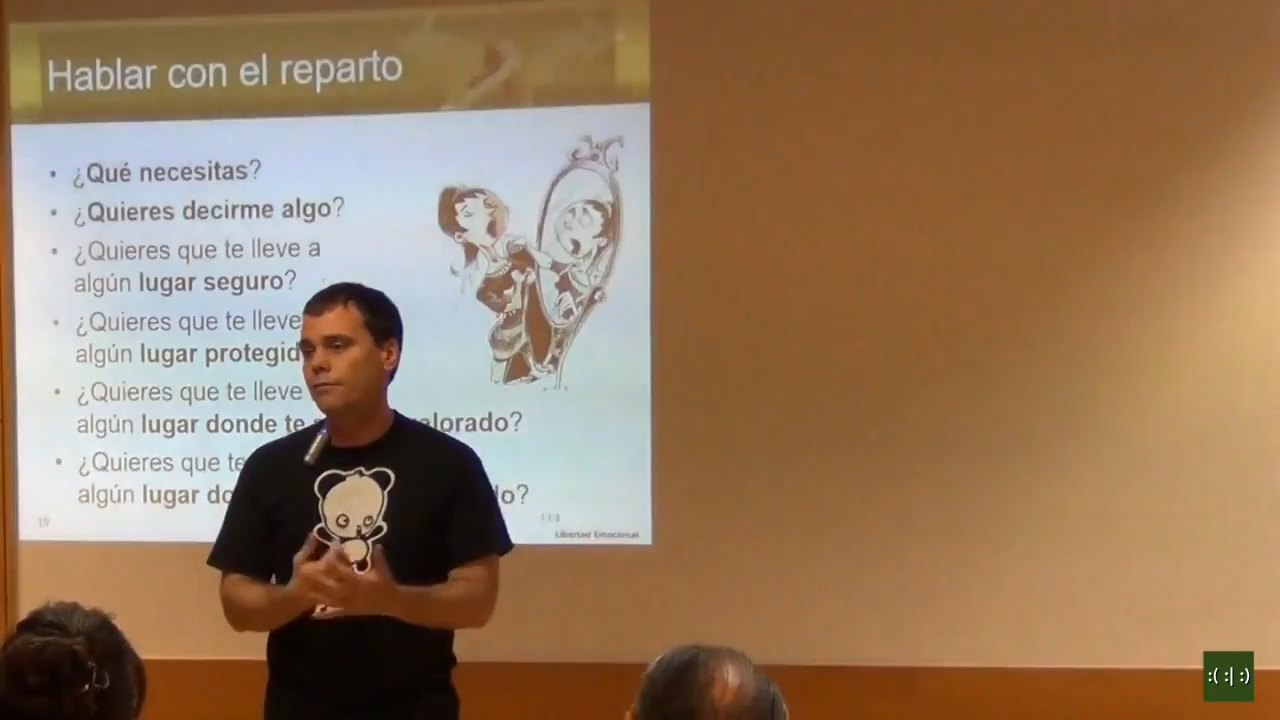 Hablar con el reparto
• ¿Qué necesitas?
• ¿Quieres decirme algo?
• ¿Quieres que te lleve a
algún lugar seguro?
• ¿Quieres que te lleve
algún lugar protegid
• ¿Quieres que te lleve
algún lugar donde te alorado?
• ¿Quieres que te
algún lugar do do?
19
Libertad Emocional
:( :| :)